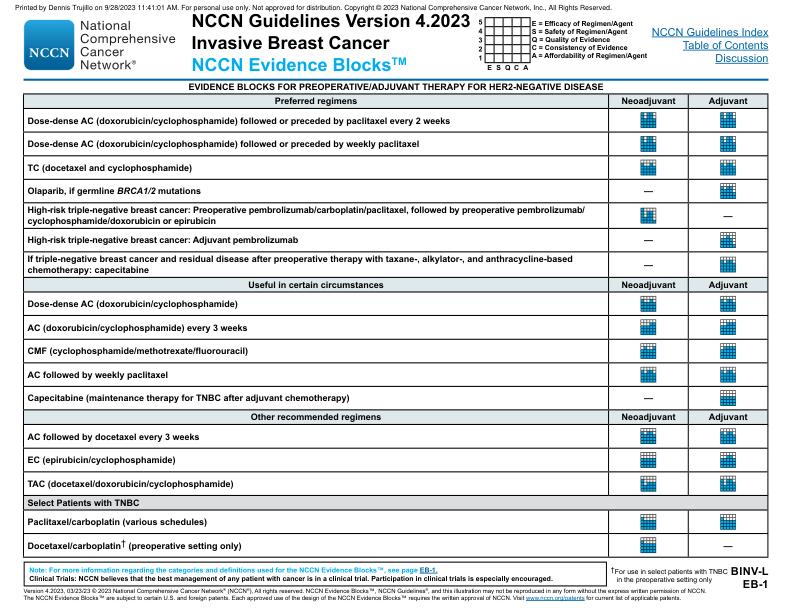 Printed by Dennis Trujillo on 9/28/2023 11:41:01 AM. For personal use only. Not approved for distribution. Copyright © 2023 National Comprehensive Cancer Network, Inc., All Rights Reserved.
NCCN
National
Comprehensive
Cancer
Network®
NCCN Guidelines Version 4.2023
Invasive Breast Cancer
NCCN Evidence Blocks™
5
4
3
2
1
E S Q C A
E = Efficacy of Regimen/Agent
S = Safety of Regimen/Agent
Q = Quality of Evidence
C = Consistency of Evidence
A = Affordability of Regimen/Agent
NCCN Guidelines Index
Table of Contents
Discussion
EVIDENCE BLOCKS FOR PREOPERATIVE/ADJUVANT THERAPY FOR HER2-NEGATIVE DISEASE
Preferred regimens Neoadjuvant Adjuvant
Dose-dense AC (doxorubicin/cyclophosphamide) followed or preceded by paclitaxel every 2 weeks
Dose-dense AC (doxorubicin/cyclophosphamide) followed or preceded by weekly paclitaxel
TC (docetaxel and cyclophosphamide)
Olaparib, if germline BRCA1/2 mutations —
High-risk triple-negative breast cancer: Preoperative pembrolizumab/carboplatin/paclitaxel, followed by preoperative pembrolizumab/
cyclophosphamide/doxorubicin or epirubicin —
High-risk triple-negative breast cancer: Adjuvant pembrolizumab —
If triple-negative breast cancer and residual disease after preoperative therapy with taxane-, alkylator-, and anthracycline-based
chemotherapy: capecitabine —
Useful in certain circumstances Neoadjuvant Adjuvant
Dose-dense AC (doxorubicin/cyclophosphamide)
AC (doxorubicin/cyclophosphamide) every 3 weeks
CMF (cyclophosphamide/methotrexate/fluorouracil)
AC followed by weekly paclitaxel
Capecitabine (maintenance therapy for TNBC after adjuvant chemotherapy) —
Other recommended regimens Neoadjuvant Adjuvant
AC followed by docetaxel every 3 weeks
EC (epirubicin/cyclophosphamide)
TAC (docetaxel/doxorubicin/cyclophosphamide)
Select Patients with TNBC
Paclitaxel/carboplatin (various schedules)
Docetaxel/carboplatin† (preoperative setting only) —
Note: For more information regarding the categories and definitions used for the NCCN Evidence Blocks™, see page EB-1.
Clinical Trials: NCCN believes that the best management of any patient with cancer is in a clinical trial. Participation in clinical trials is especially encouraged.
†For use in select patients with TNBC
in the preoperative setting only
BINV-L
EB-1
Version 4.2023, 03/23/23 © 2023 National Comprehensive Cancer Network® (NCCN®), All rights reserved. NCCN Evidence Blocks™, NCCN Guidelines®, and this illustration may not be reproduced in any form without the express written permission of NCCN.
The NCCN Evidence Blocks™ are subject to certain U.S. and foreign patents. Each approved use of the design of the NCCN Evidence Blocks™ requires the written approval of NCCN. Visit www.nccn.org/patents for current list of applicable patents.